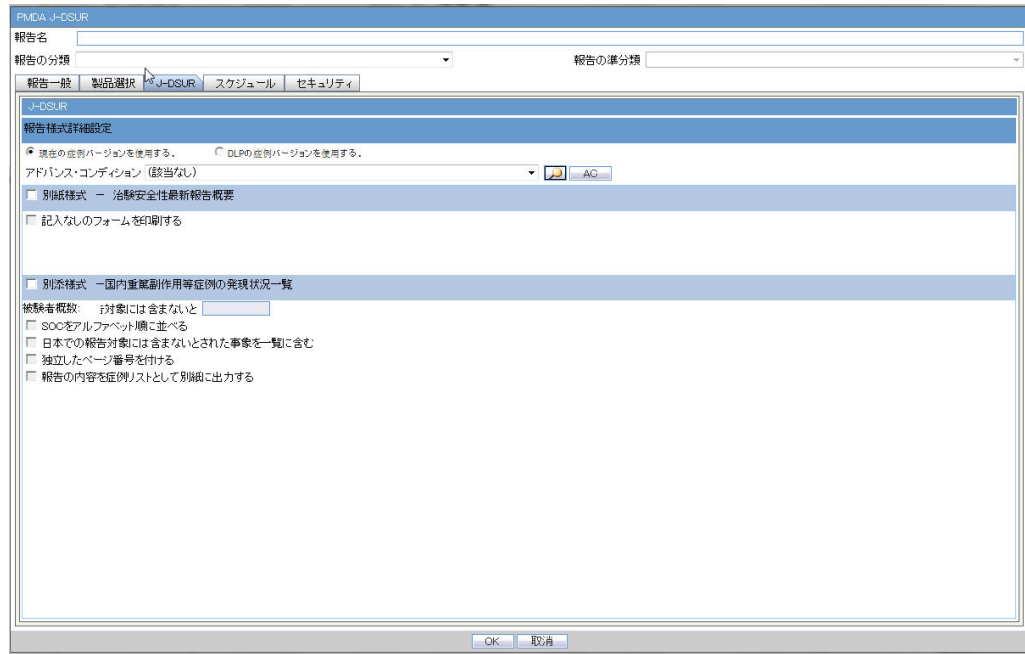 PMDA J-DSUR
報告名
報告の分類 報告の準分類
報告一般 製品選択 J-DSUR スケジュール セキュリティ
J-DSUR
報告様式詳細設定
現在の症例バージョンを使用する。 DLPの症例バージョンを使用する。
アドバンス・コンディション (該当なし) AC
別紙様式 － 治験安全性最新報告概要
記入なしのフォームを印刷する
別添様式 －国内重篤副作用等症例の発現状況一覧
被験者概数: 対象には含まないと
SOCをアルファベット順に並べる
日本での報告対象には含まないとされた事象を一覧に含む
独立したページ番号を付ける
報告の内容を症例リストとして別細に出力する
OK 取消